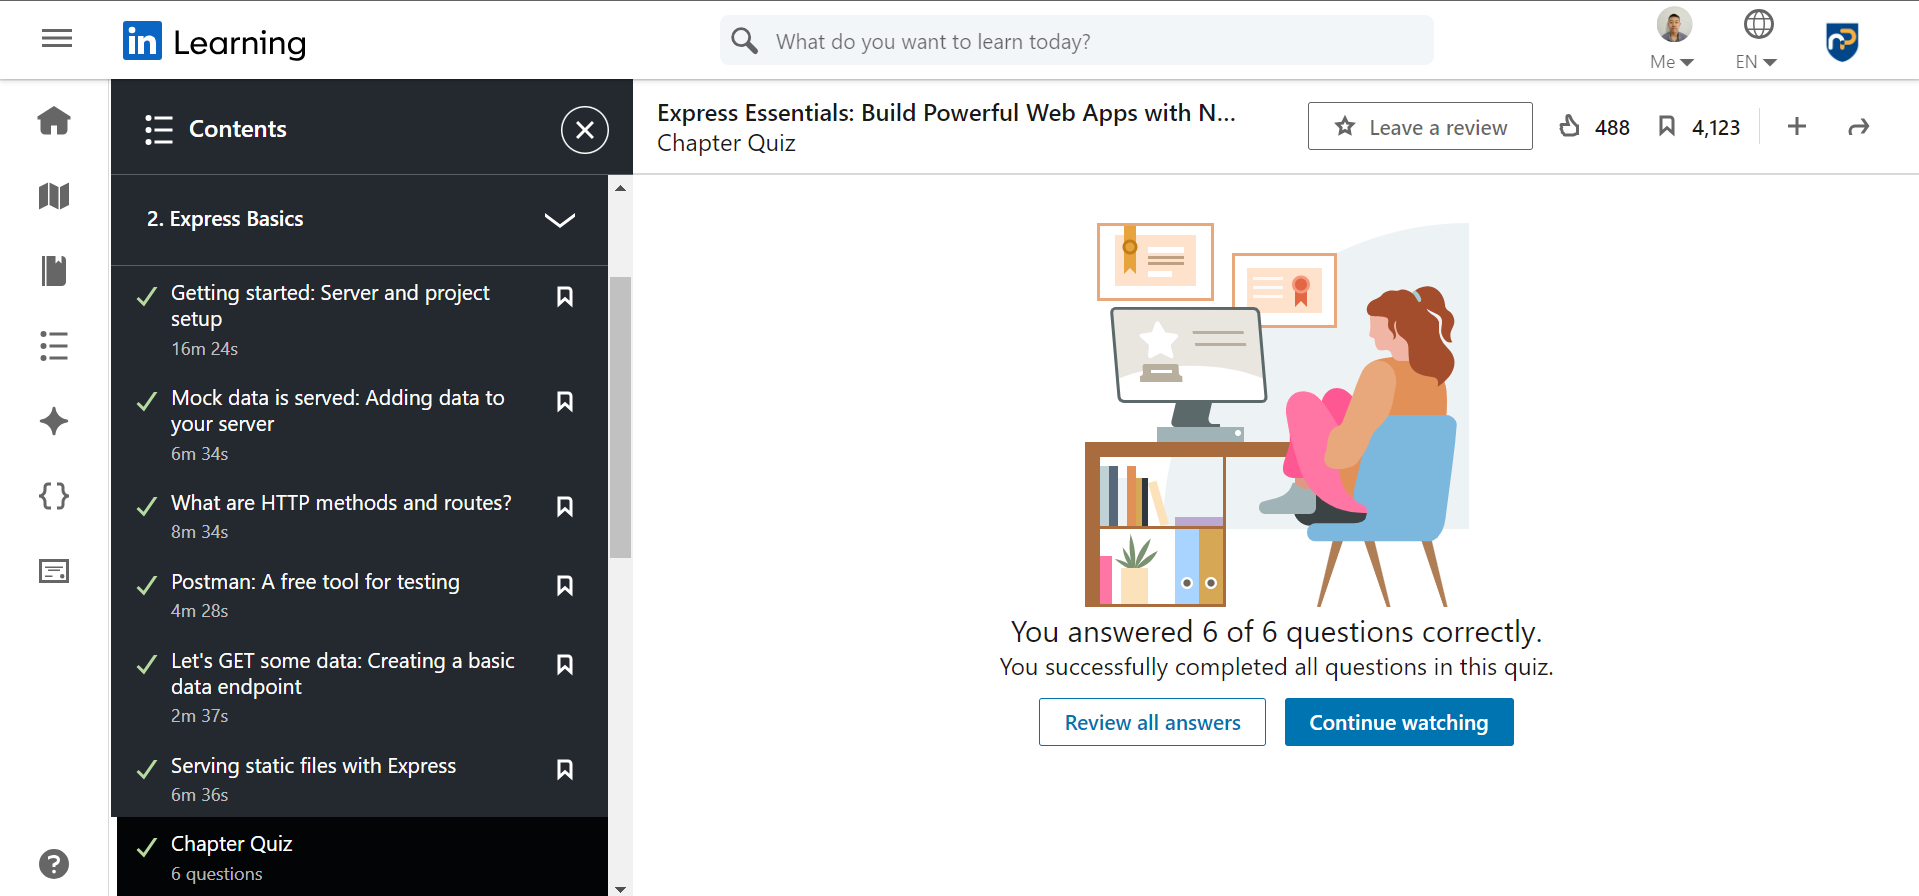 in Learning
What do you want to learn today?
Me
EN
Contents
Express Essentials: Build Powerful Web Apps with N...
Chapter Quiz
Leave a review
488
4,123
2. Express Basics
Getting started: Server and project
setup
16m 24s
Mock data is served: Adding data to
your server
6m 34s
What are HTTP methods and routes?
8m 34s
Postman: A free tool for testing
4m 28s
Let's GET some data: Creating a basic
data endpoint
2m 37s
Serving static files with Express
6m 36s
Chapter Quiz
6 questions
You answered 6 of 6 questions correctly.
You successfully completed all questions in this quiz.
Review all answers
Continue watching